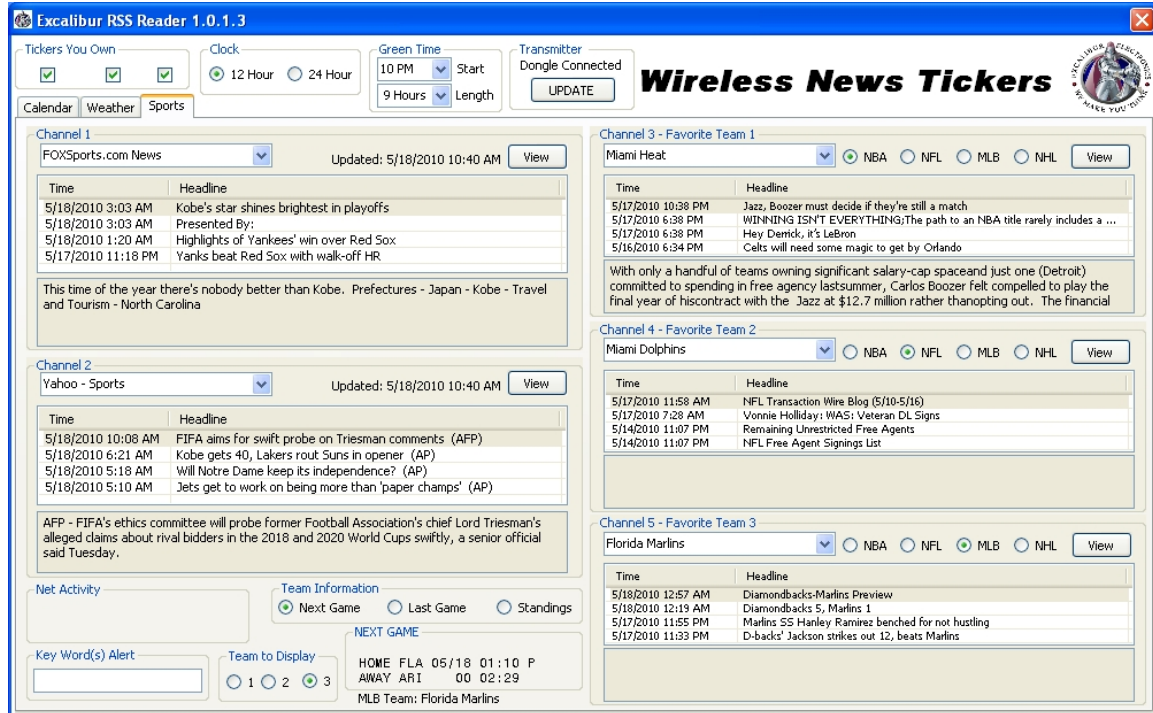 Excalibur RSS Reader 1.0.1.3
Tickers You Own
Clock
12 Hour
24 Hour
Green Time
10 PM
Start
9 Hours
Length
Transmitter
Dongle Connected
UPDATE
Wireless News Tickers
EXCALIBUR ELECTRONICS
WE MAKE YOU THINK
Calendar
Weather
Sports
Channel 1
FOXSports.com News
Updated: 5/18/2010 10:40 AM
View
Time Headline
5/18/2010 3:03 AM Kobe's star shines brightest in playoffs
5/18/2010 3:03 AM Presented By:
5/18/2010 1:20 AM Highlights of Yankees' win over Red Sox
5/17/2010 11:18 PM Yanks beat Red Sox with walk-off HR
This time of the year there's nobody better than Kobe. Prefectures - Japan - Kobe - Travel
and Tourism - North Carolina
Channel 2
Yahoo - Sports
Updated: 5/18/2010 10:40 AM
View
Time Headline
5/18/2010 10:08 AM FIFA aims for swift probe on Triesman comments (AFP)
5/18/2010 6:21 AM Kobe gets 40, Lakers rout Suns in opener (AP)
5/18/2010 5:18 AM Will Notre Dame keep its independence? (AP)
5/18/2010 5:10 AM Jets get to work on being more than 'paper champs' (AP)
AFP - FIFA's ethics committee will probe former Football Association's chief Lord Triesman's
alleged claims about rival bidders in the 2018 and 2020 World Cups swiftly, a senior official
said Tuesday.
Net Activity
Team Information
Next Game
Last Game
Standings
Key Word(s) Alert
Team to Display
1 2 3
NEXT GAME
HOME FLA 05/18 01:10 P
AWAY ARI 00 02:29
MLB Team: Florida Marlins
Channel 3 - Favorite Team 1
Miami Heat
NBA NFL MLB NHL
View
Time Headline
5/17/2010 10:38 PM Jazz, Boozer must decide if they're still a match
5/17/2010 6:38 PM WINNING ISN'T EVERYTHING;The path to an NBA title rarely includes a ...
5/17/2010 6:38 PM Hey Derrick, it's LeBron
5/16/2010 6:34 PM Celts will need some magic to get by Orlando
With only a handful of teams owning significant salary-cap spaceand just one (Detroit)
committed to spending in free agency lastsummer, Carlos Boozer felt compelled to play the
final year of hiscontract with the Jazz at $12.7 million rather thanopting out. The financial
Channel 4 - Favorite Team 2
Miami Dolphins
NBA NFL MLB NHL
View
Time Headline
5/17/2010 11:58 AM NFL Transaction Wire Blog (5/10-5/16)
5/17/2010 7:28 AM Vonnie Holliday: WAS: Veteran DL Signs
5/14/2010 11:07 PM Remaining Unrestricted Free Agents
5/14/2010 11:07 PM NFL Free Agent Signings List
Channel 5 - Favorite Team 3
Florida Marlins
NBA NFL MLB NHL
View
Time Headline
5/18/2010 12:57 AM Diamondbacks-Marlins Preview
5/18/2010 12:19 AM Diamondbacks 5, Marlins 1
5/17/2010 11:55 PM Marlins SS Hanley Ramirez benched for not hustling
5/17/2010 11:33 PM D-backs' Jackson strikes out 12, beats Marlins